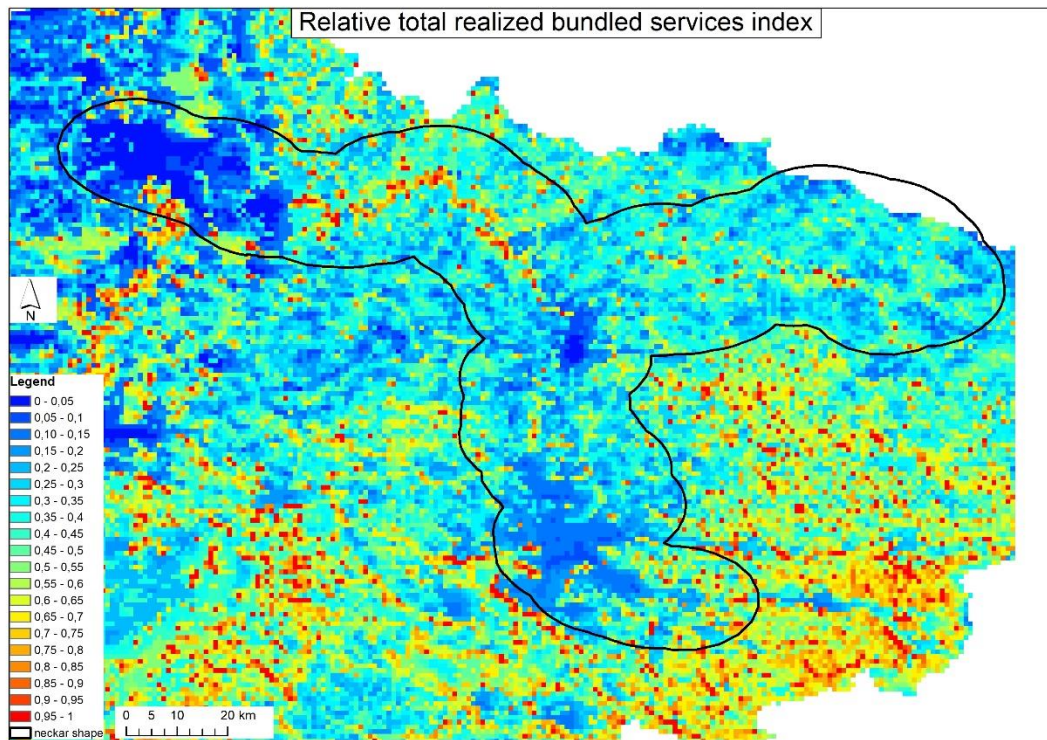 Relative total realized bundled services index
N
Legend
0 - 0,05
0,05 - 0,1
0,10 - 0,15
0,15 - 0,2
0,2 - 0,25
0,25 - 0,3
0,3 - 0,35
0,35 - 0,4
0,4 - 0,45
0,45 - 0,5
0,5 - 0,55
0,55 - 0,6
0,6 - 0,65
0,65 - 0,7
0,7 - 0,75
0,75 - 0,8
0,8 - 0,85
0,85 - 0,9
0,9 - 0,95
0,95 - 1
neckar shape
0 5 10 20 km